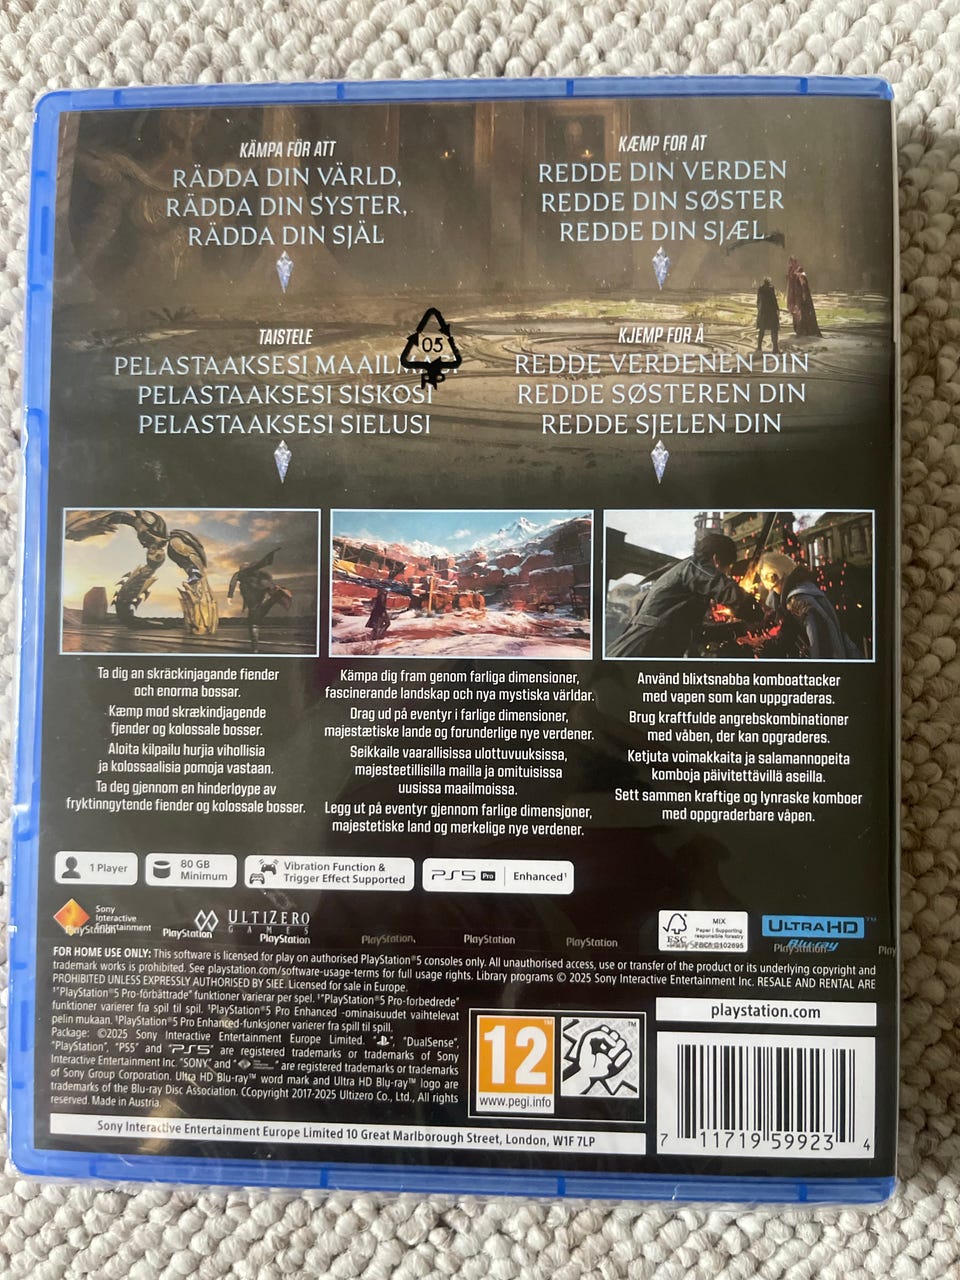 KÄMPA FÖR ATT
RÄDDA DIN VÄRLD,
RÄDDA DIN SYSTER,
RÄDDA DIN SJÄL
KÆMP FOR AT
REDDE DIN VERDEN
REDDE DIN SØSTER
REDDE DIN SJÆL
TAISTELE
PELASTAAKSESI
PELASTAAKSESI SISKOSI
PELASTAAKSESI SIELUSI
05
PP
KJEMP FOR Å
REDDE VERDENEN DIN
REDDE SØSTEREN DIN
REDDE SJELEN DIN
Ta dig an skräckinjagande fiender
och enorma bossar.
Kæmp mod skrækindjagende
fjender og kolossale bosser.
Aloita kilpailu hurjia vihollisia
ja kolossaalisia pomoja vastaan.
Ta deg gjennom en hinderløype av
fryktinngytende fiender og kolossale bosser.
Kämpa dig fram genom farliga dimensioner,
fascinerande landskap och nya mystiska världar.
Drag ud på eventyr i farlige dimensioner,
majestætiske lande og forunderlige nye verdener.
Seikkaile vaarallisissa ulottuvuuksissa,
majesteetillisilla mailla ja omituisissa
uusissa maailmoissa.
Legg ut på eventyr gjennom farlige dimensjoner,
majestetiske land og merkelige nye verdener.
Använd blixtsnabba komboattacker
med vapen som kan uppgraderas.
Brug kraftfulde angrebskombinationer
med våben, der kan opgraderes.
Ketjuta voimakkaita ja salamannopeita
komboja päivitettävillä aseilla.
Sett sammen kraftige og lynraske komboer
med oppgraderbare våpen.
1 Player
80 GB
Minimum
Vibration Function &
Trigger Effect Supported
PS5 Pro Enhanced¹
Sony
Interactive
Entertainment
ULTIZERO
GAMES
PlayStation PlayStation PlayStation PlayStation PlayStation PlayStation
FSC
MIX
Paper | Supporting
responsible forestry
ULTRA HD
Blu-ray
FOR HOME USE ONLY: This software is licensed for play on authorised PlayStation®5 consoles only. All unauthorised access, use or transfer of the product or its underlying copyright and
trademark works is prohibited. See playstation.com/software-usage-terms for full usage rights. Library programs © 2025 Sony Interactive Entertainment Inc. RESALE AND RENTAL ARE
PROHIBITED UNLESS EXPRESSLY AUTHORISED BY SIEE. Licensed for sale in Europe.
¹"PlayStation®5 Pro-förbättrade" funktioner varierar per spel. ¹"PlayStation®5 Pro-forbedrede"
funktioner varierer fra spil til spil. ¹PlayStation®5 Pro Enhanced -ominaisuudet vaihtelevat
pelin mukaan. ¹PlayStation®5 Pro Enhanced-funksjoner varierer fra spill til spill.
Package: ©2025 Sony Interactive Entertainment Europe Limited. "PS", "DualSense",
"PlayStation", "PS5" and "PS5" are registered trademarks or trademarks of Sony
Interactive Entertainment Inc. "SONY" and " " are registered trademarks or trademarks
of Sony Group Corporation. Ultra HD Blu-ray™ word mark and Ultra HD Blu-ray™ logo are
trademarks of the Blu-ray Disc Association. CCopyright 2017-2025 Ultizero Co., Ltd., All rights
reserved. Made in Austria.
12
www.pegi.info
playstation.com
7 11719 59923 4
Sony Interactive Entertainment Europe Limited 10 Great Marlborough Street, London, W1F 7LP